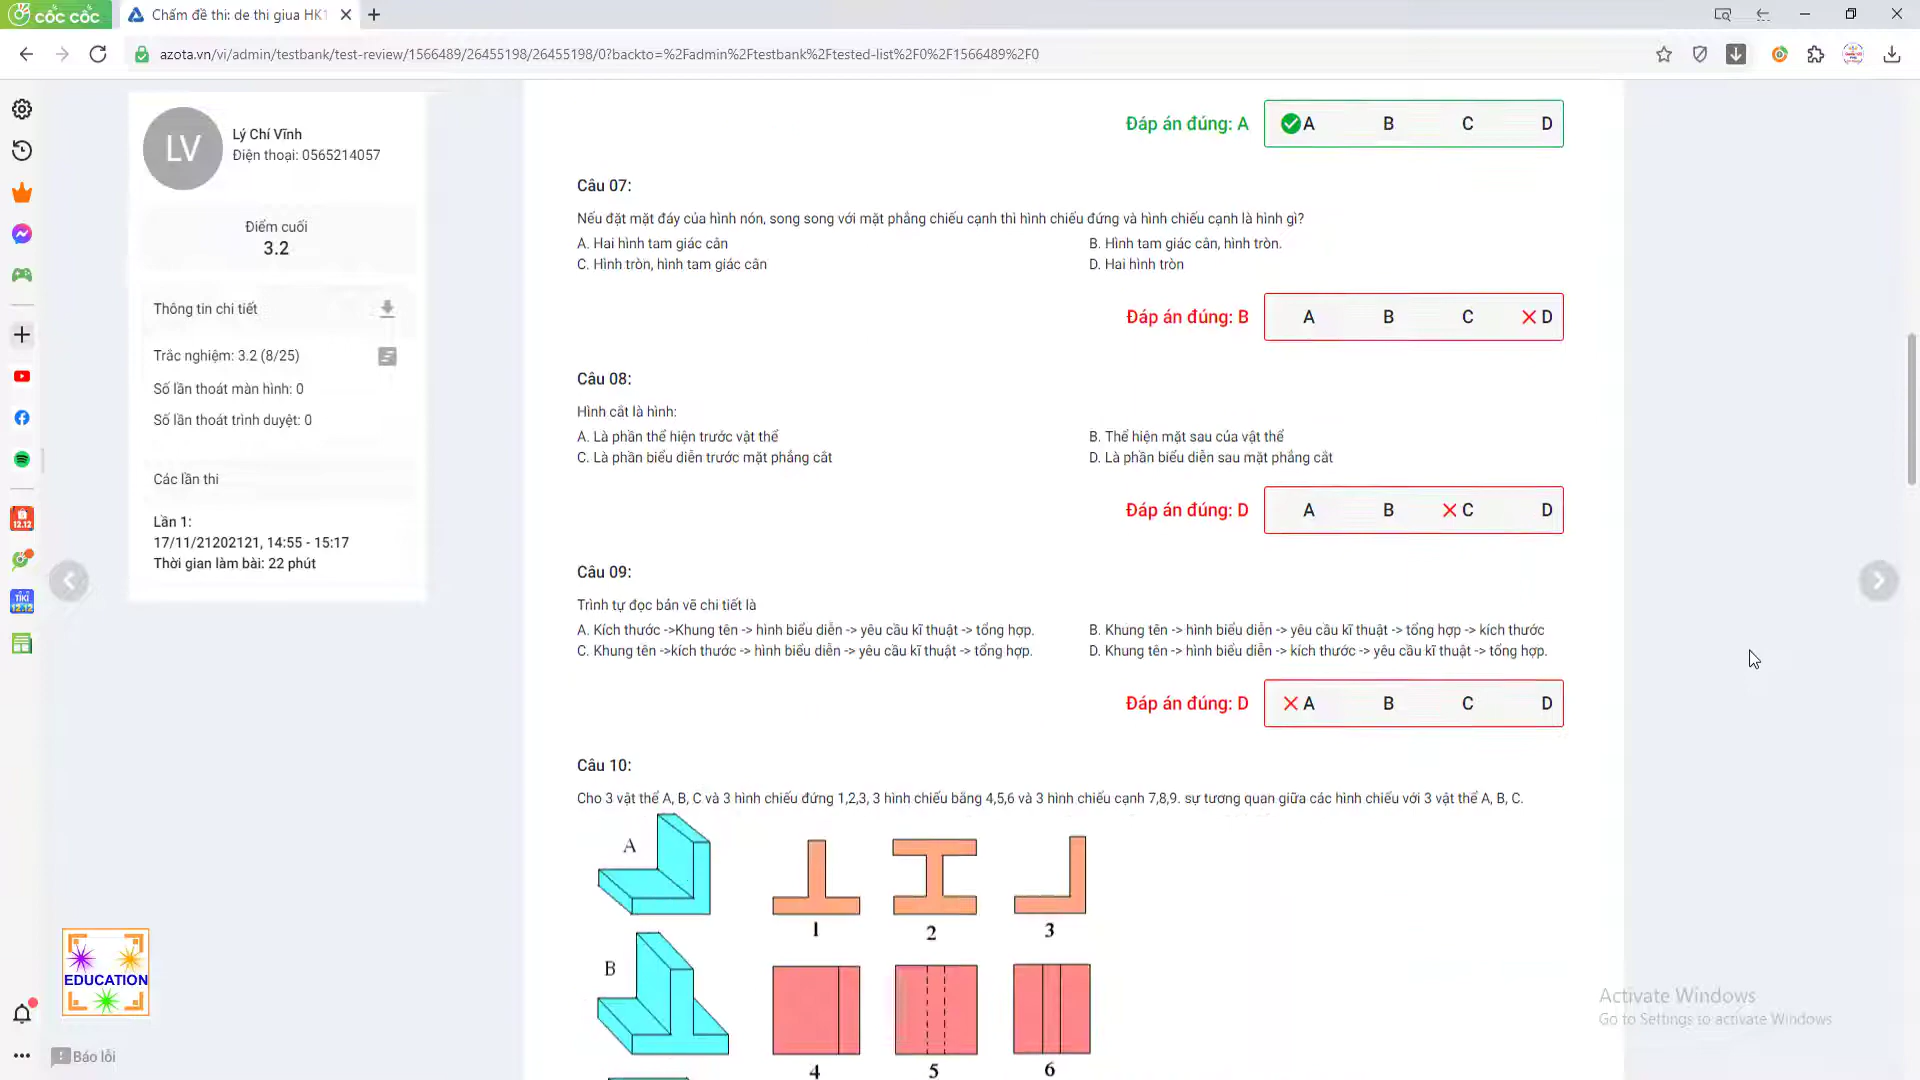 cốc cốc
Chấm đề thi: de thi giua HK1
azota.vn/vi/admin/testbank/test-review/1566489/26455198/26455198/0?backto=%2Fadmin%2Ftestbank%2Ftested-list%2F0%2F1566489%2F0
LV
Lý Chí Vĩnh
Điện thoại: 0565214057
Điểm cuối
3.2
Thông tin chi tiết
Trắc nghiệm: 3.2 (8/25)
Số lần thoát màn hình: 0
Số lần thoát trình duyệt: 0
Các lần thi
Lần 1:
17/11/21202121, 14:55 - 15:17
Thời gian làm bài: 22 phút
Đáp án đúng: A A B C D
Câu 07:
Nếu đặt mặt đáy của hình nón, song song với mặt phẳng chiếu cạnh thì hình chiếu đứng và hình chiếu cạnh là hình gì?
A. Hai hình tam giác cân B. Hình tam giác cân, hình tròn.
C. Hình tròn, hình tam giác cân D. Hai hình tròn
Đáp án đúng: B A B C D
Câu 08:
Hình cắt là hình:
A. Là phần thể hiện trước vật thể B. Thể hiện mặt sau của vật thể
C. Là phần biểu diễn trước mặt phẳng cắt D. Là phần biểu diễn sau mặt phẳng cắt
Đáp án đúng: D A B C D
Câu 09:
Trình tự đọc bản vẽ chi tiết là
A. Kích thước ->Khung tên -> hình biểu diễn -> yêu cầu kĩ thuật -> tổng hợp. B. Khung tên -> hình biểu diễn -> yêu cầu kĩ thuật -> tổng hợp -> kích thước
C. Khung tên ->kích thước -> hình biểu diễn -> yêu cầu kĩ thuật -> tổng hợp. D. Khung tên -> hình biểu diễn -> kích thước -> yêu cầu kĩ thuật -> tổng hợp.
Đáp án đúng: D A B C D
Câu 10:
Cho 3 vật thể A, B, C và 3 hình chiếu đứng 1,2,3, 3 hình chiếu bằng 4,5,6 và 3 hình chiếu cạnh 7,8,9. sự tương quan giữa các hình chiếu với 3 vật thể A, B, C.
A
1 2 3
B
4 5 6
EDUCATION
Báo lỗi
Activate Windows
Go to Settings to activate Windows
12.12
TIKI
12.12